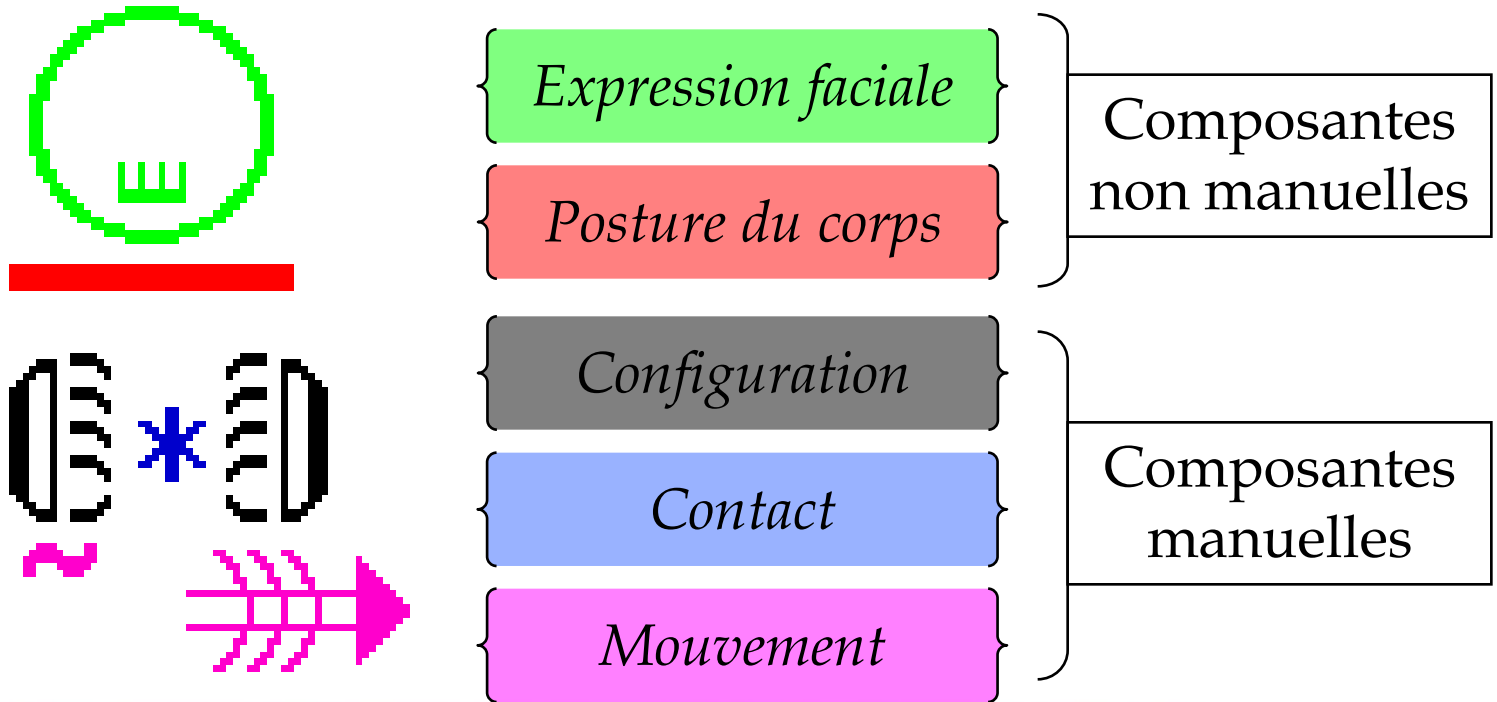 Expression faciale
Posture du corps
Composantes
non manuelles
Configuration
Contact
Mouvement
Composantes
manuelles